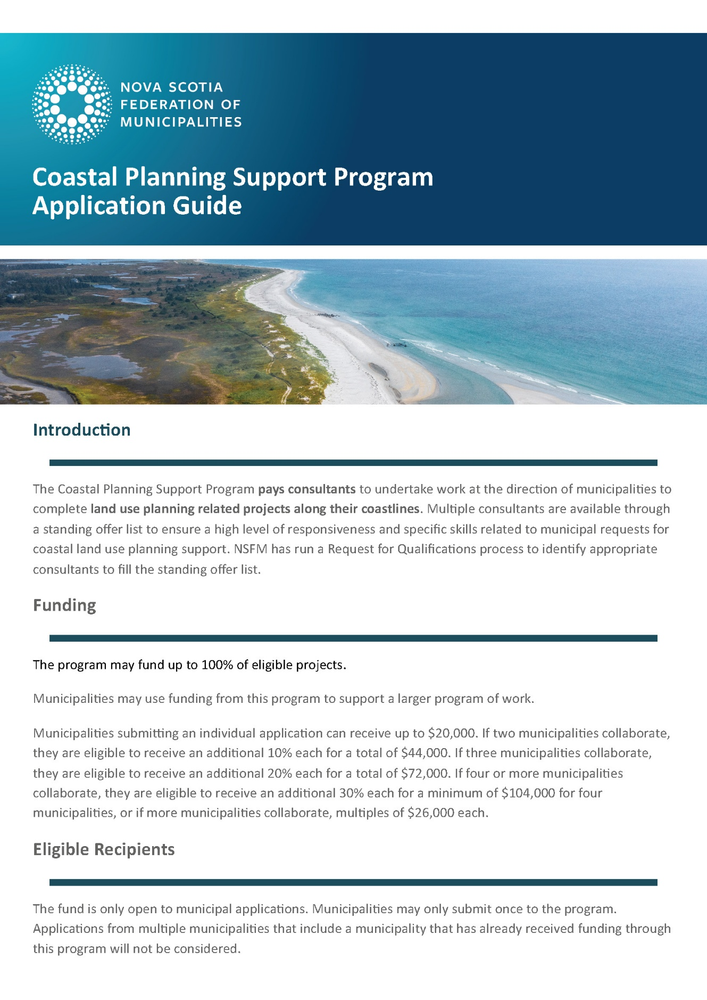 NOVA SCOTIA
FEDERATION OF
MUNICIPALITIES
Coastal Planning Support Program
Application Guide
Introduction
The Coastal Planning Support Program pays consultants to undertake work at the direction of municipalities to
complete land use planning related projects along their coastlines. Multiple consultants are available through
a standing offer list to ensure a high level of responsiveness and specific skills related to municipal requests for
coastal land use planning support. NSFM has run a Request for Qualifications process to identify appropriate
consultants to fill the standing offer list.
Funding
The program may fund up to 100% of eligible projects.
Municipalities may use funding from this program to support a larger program of work.
Municipalities submitting an individual application can receive up to $20,000. If two municipalities collaborate,
they are eligible to receive an additional 10% each for a total of $44,000. If three municipalities collaborate,
they are eligible to receive an additional 20% each for a total of $72,000. If four or more municipalities
collaborate, they are eligible to receive an additional 30% each for a minimum of $104,000 for four
municipalities, or if more municipalities collaborate, multiples of $26,000 each.
Eligible Recipients
The fund is only open to municipal applications. Municipalities may only submit once to the program.
Applications from multiple municipalities that include a municipality that has already received funding through
this program will not be considered.